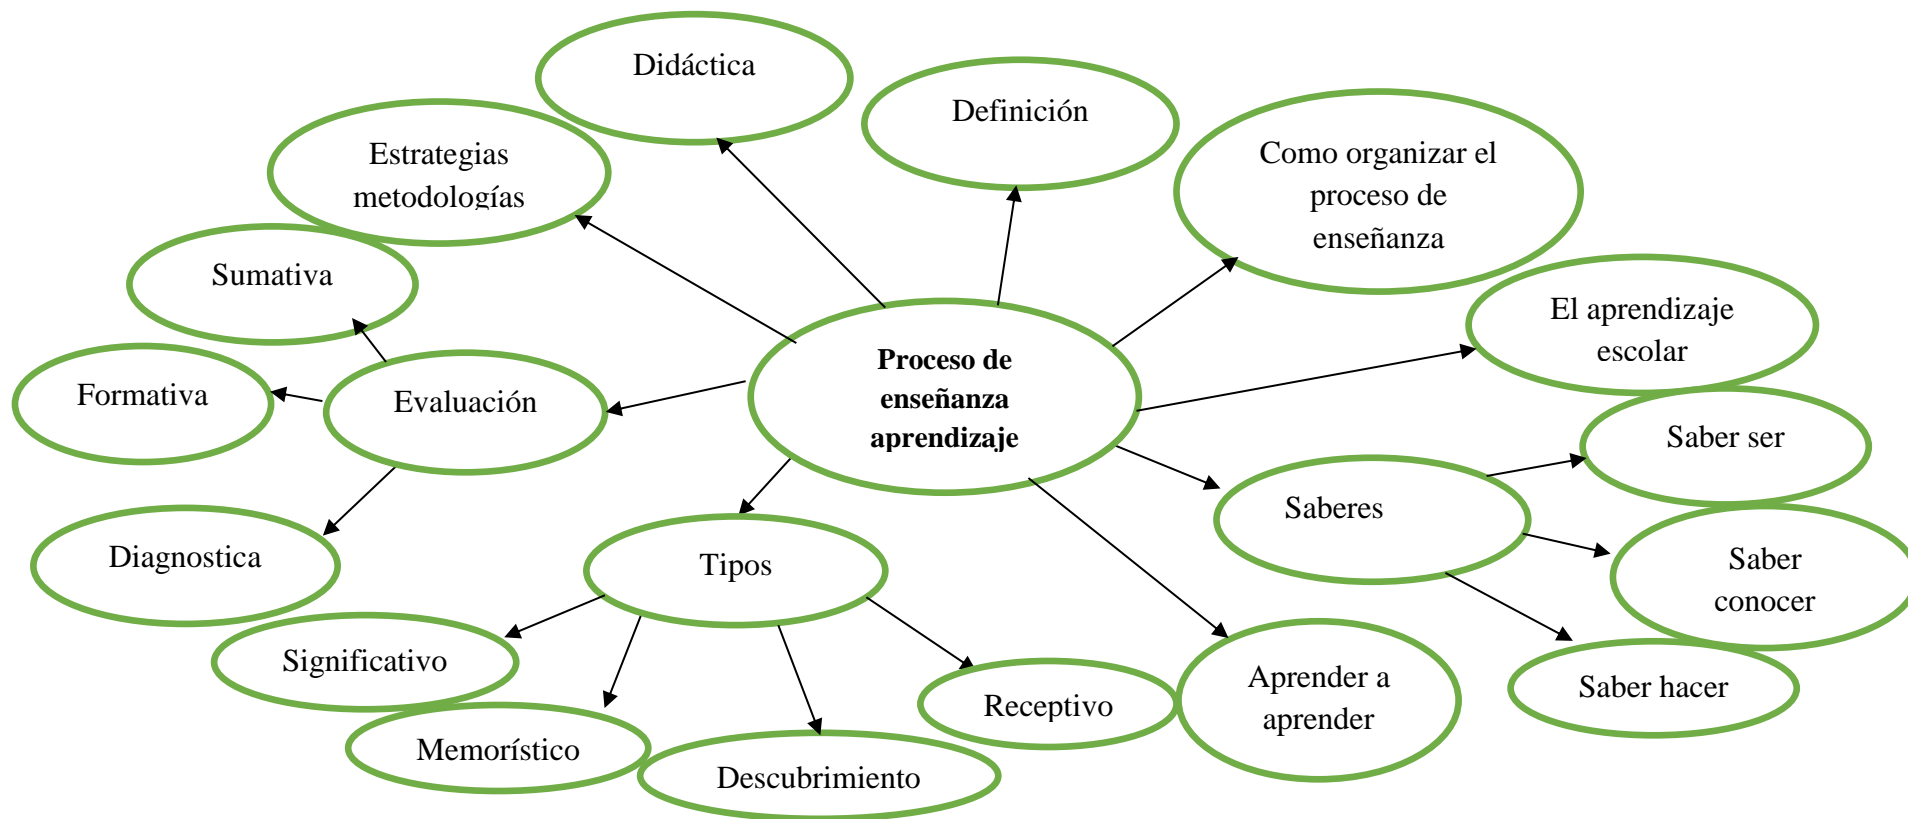 Didáctica
Definición
Estrategias
metodologías
Como organizar el
proceso de
enseñanza
Sumativa
El aprendizaje
escolar
Proceso de
enseñanza
aprendizaje
Formativa
Evaluación
Saber ser
Saberes
Diagnostica
Tipos
Saber
conocer
Significativo
Receptivo
Aprender a
aprender
Saber hacer
Memorístico
Descubrimiento